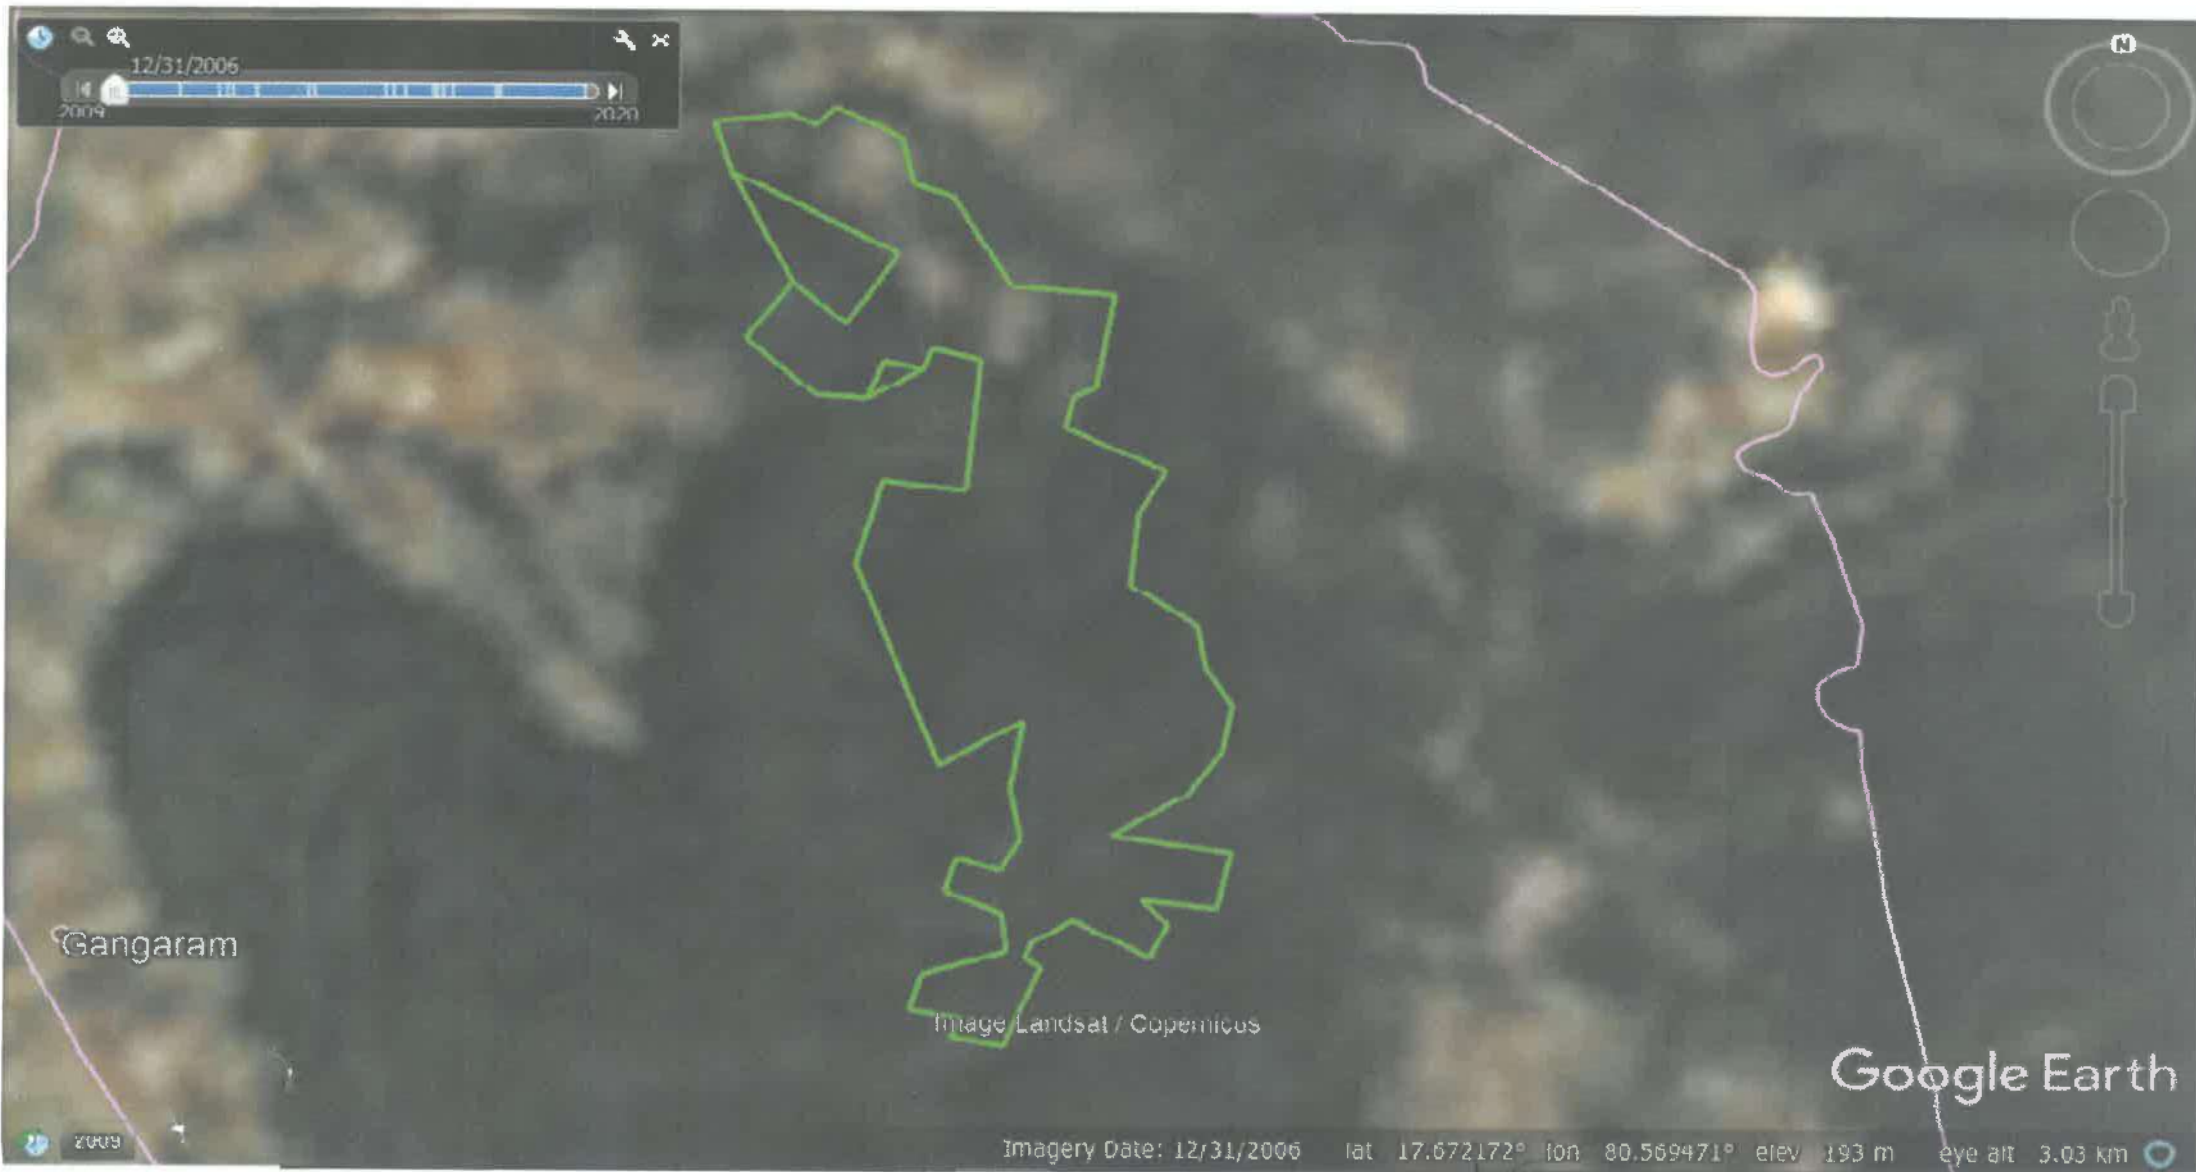 12/31/2006
2009
2020
N
Gangaram
Image Landsat / Copernicus
Google Earth
2009
Imagery Date: 12/31/2006 lat 17.672172° lon 80.569471° elev 193 m eye alt 3.03 km